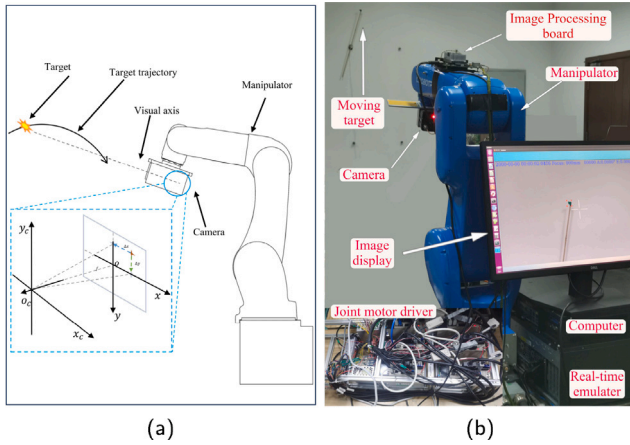 Target
Target trajectory
Visual axis
Manipulator
Camera
y_c
o_c
x_c
o
x
y
(a)
Image Processing
board
Manipulator
Moving
target
Camera
Image
display
Joint motor driver
Computer
Real-time
emulater
(b)